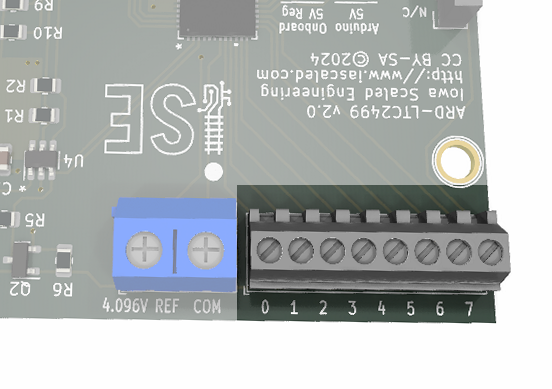 R9
R10
N/C
5V
5V Reg
Arduino Onboard
CC BY-SA ©2024
http://www.iascaled.com
Iowa Scaled Engineering
ARD-LTC2499 v2.0
ISE
R2
R1
U4
C
*
*
R5
Q2
R6
4.096V REF
COM
0 1 2 3 4 5 6 7